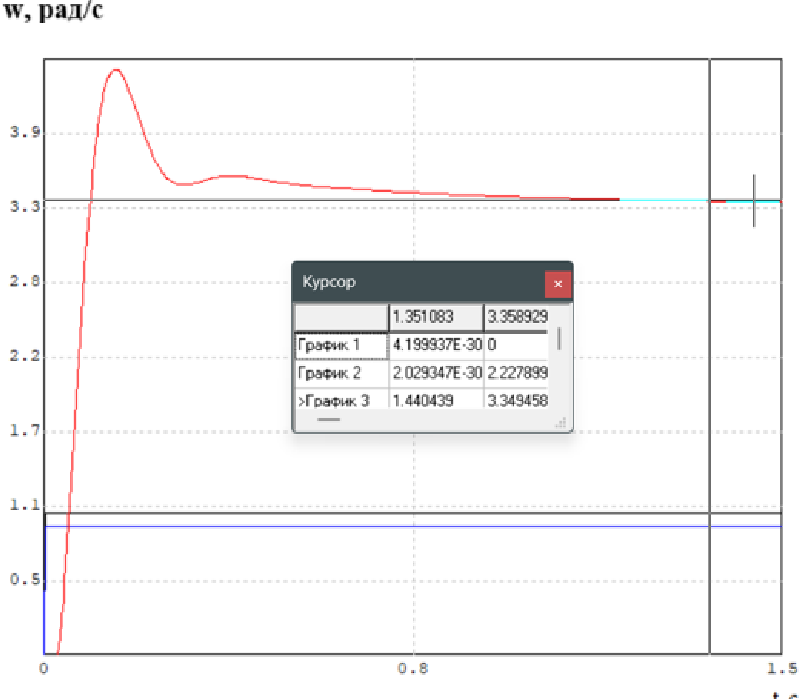 w, рад/с
3.9
3.3
2.8
2.2
1.7
1.1
0.5
0 0.8 1.5
Курсор ×
1.351083 3.358929
График 1 4.199937E-30 0
График 2 2.029347E-30 2.227899
>График 3 1.440439 3.349458